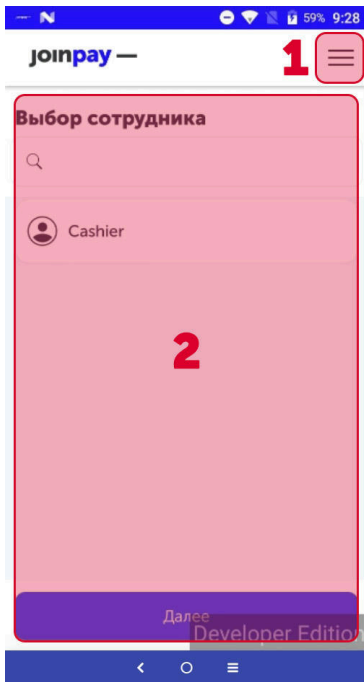 59% 9:28
joinpay
1
Выбор сотрудника
Cashier
2
Далее
Developer Edition